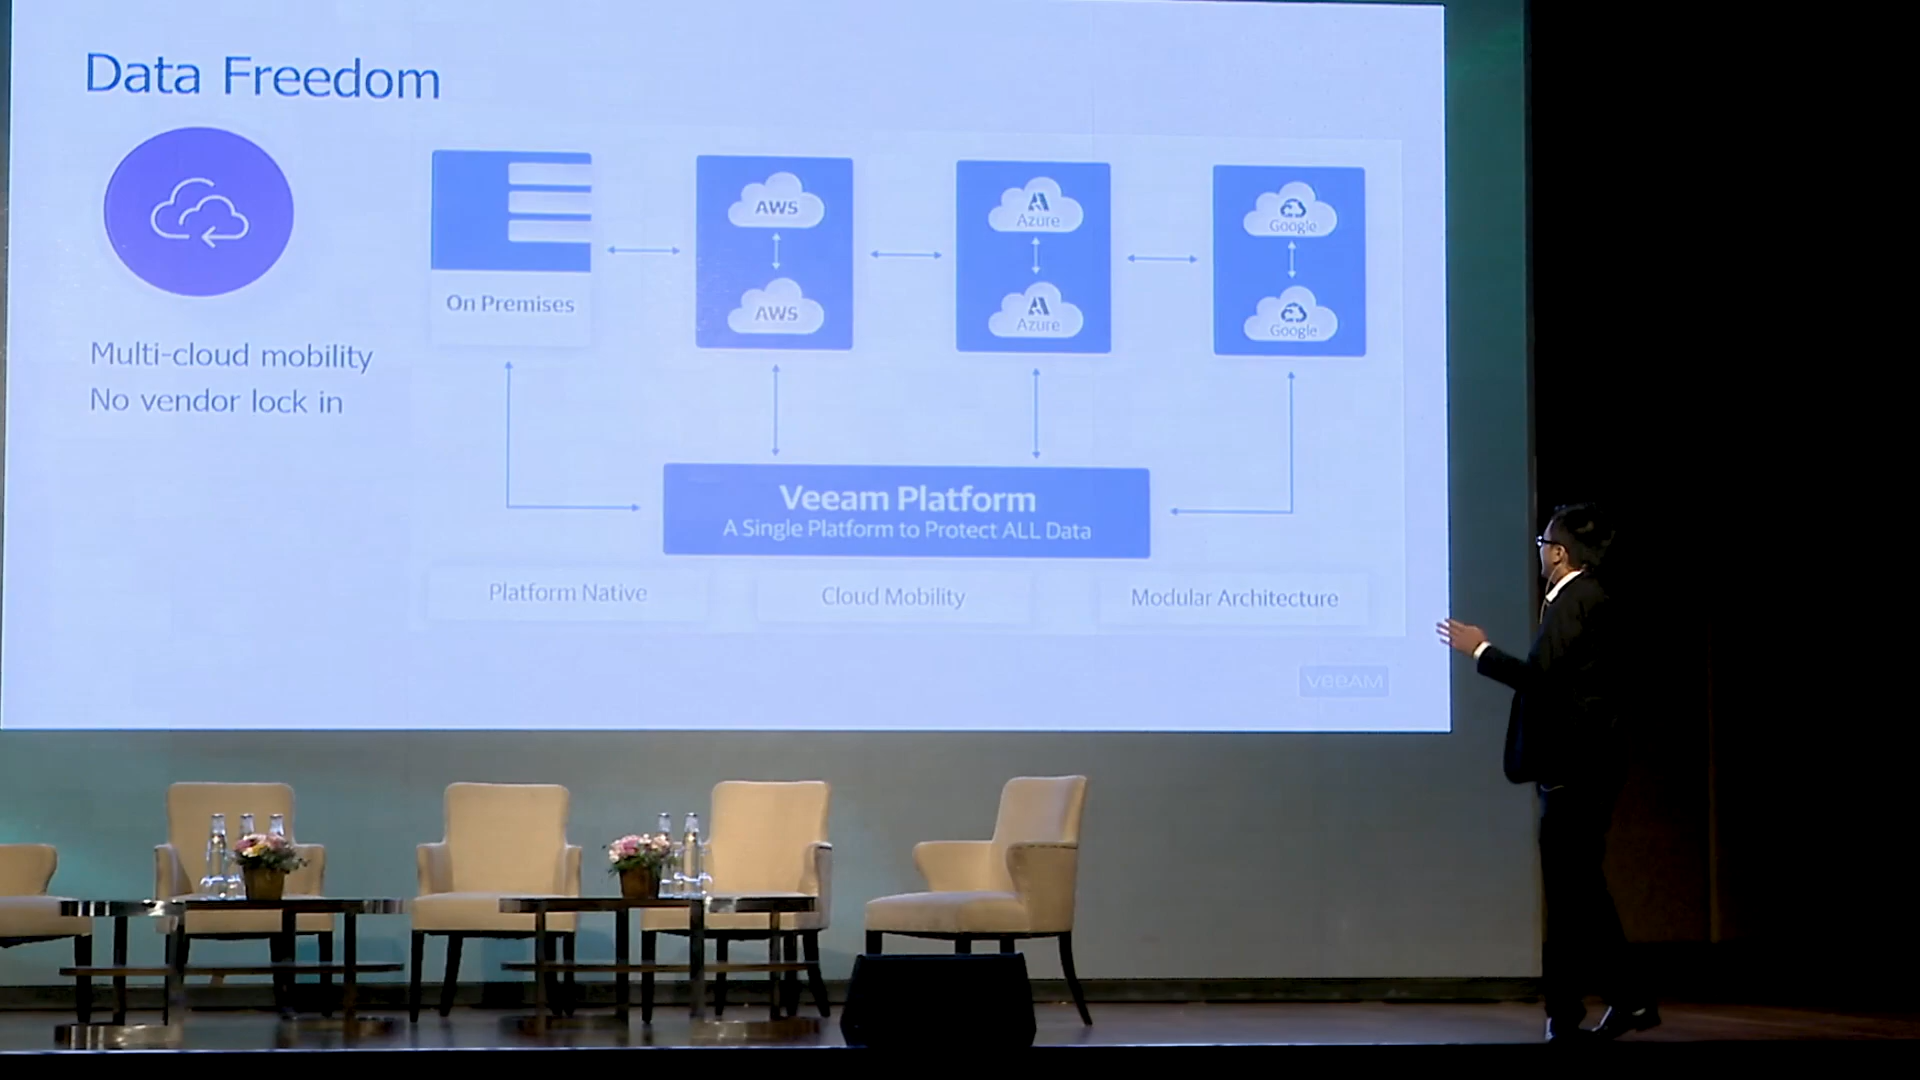 Data Freedom
Multi-cloud mobility
No vendor lock in
On Premises
AWS
AWS
Azure
Azure
Google
Google
Veeam Platform
A Single Platform to Protect ALL Data
Platform Native
Cloud Mobility
Modular Architecture
VEEAM